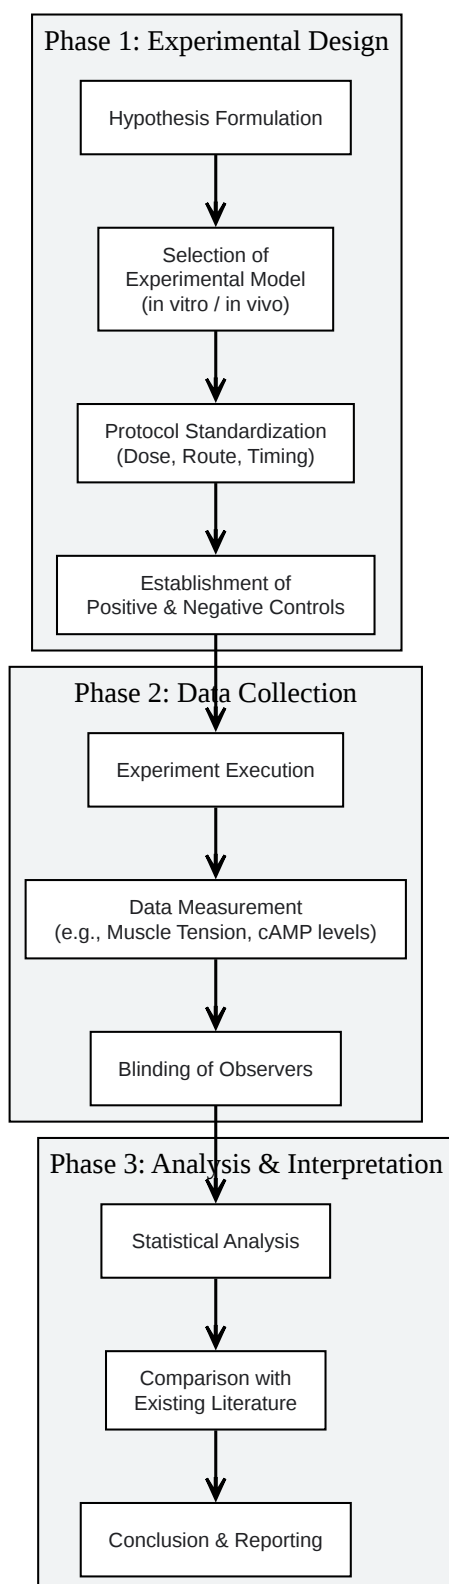 Phase 1: Experimental Design
Hypothesis Formulation
Selection of
Experimental Model
(in vitro / in vivo)
Protocol Standardization
(Dose, Route, Timing)
Establishment of
Positive & Negative Controls
Phase 2: Data Collection
Experiment Execution
Data Measurement
(e.g., Muscle Tension, cAMP levels)
Blinding of Observers
Phase 3: Analysis & Interpretation
Statistical Analysis
Comparison with
Existing Literature
Conclusion & Reporting